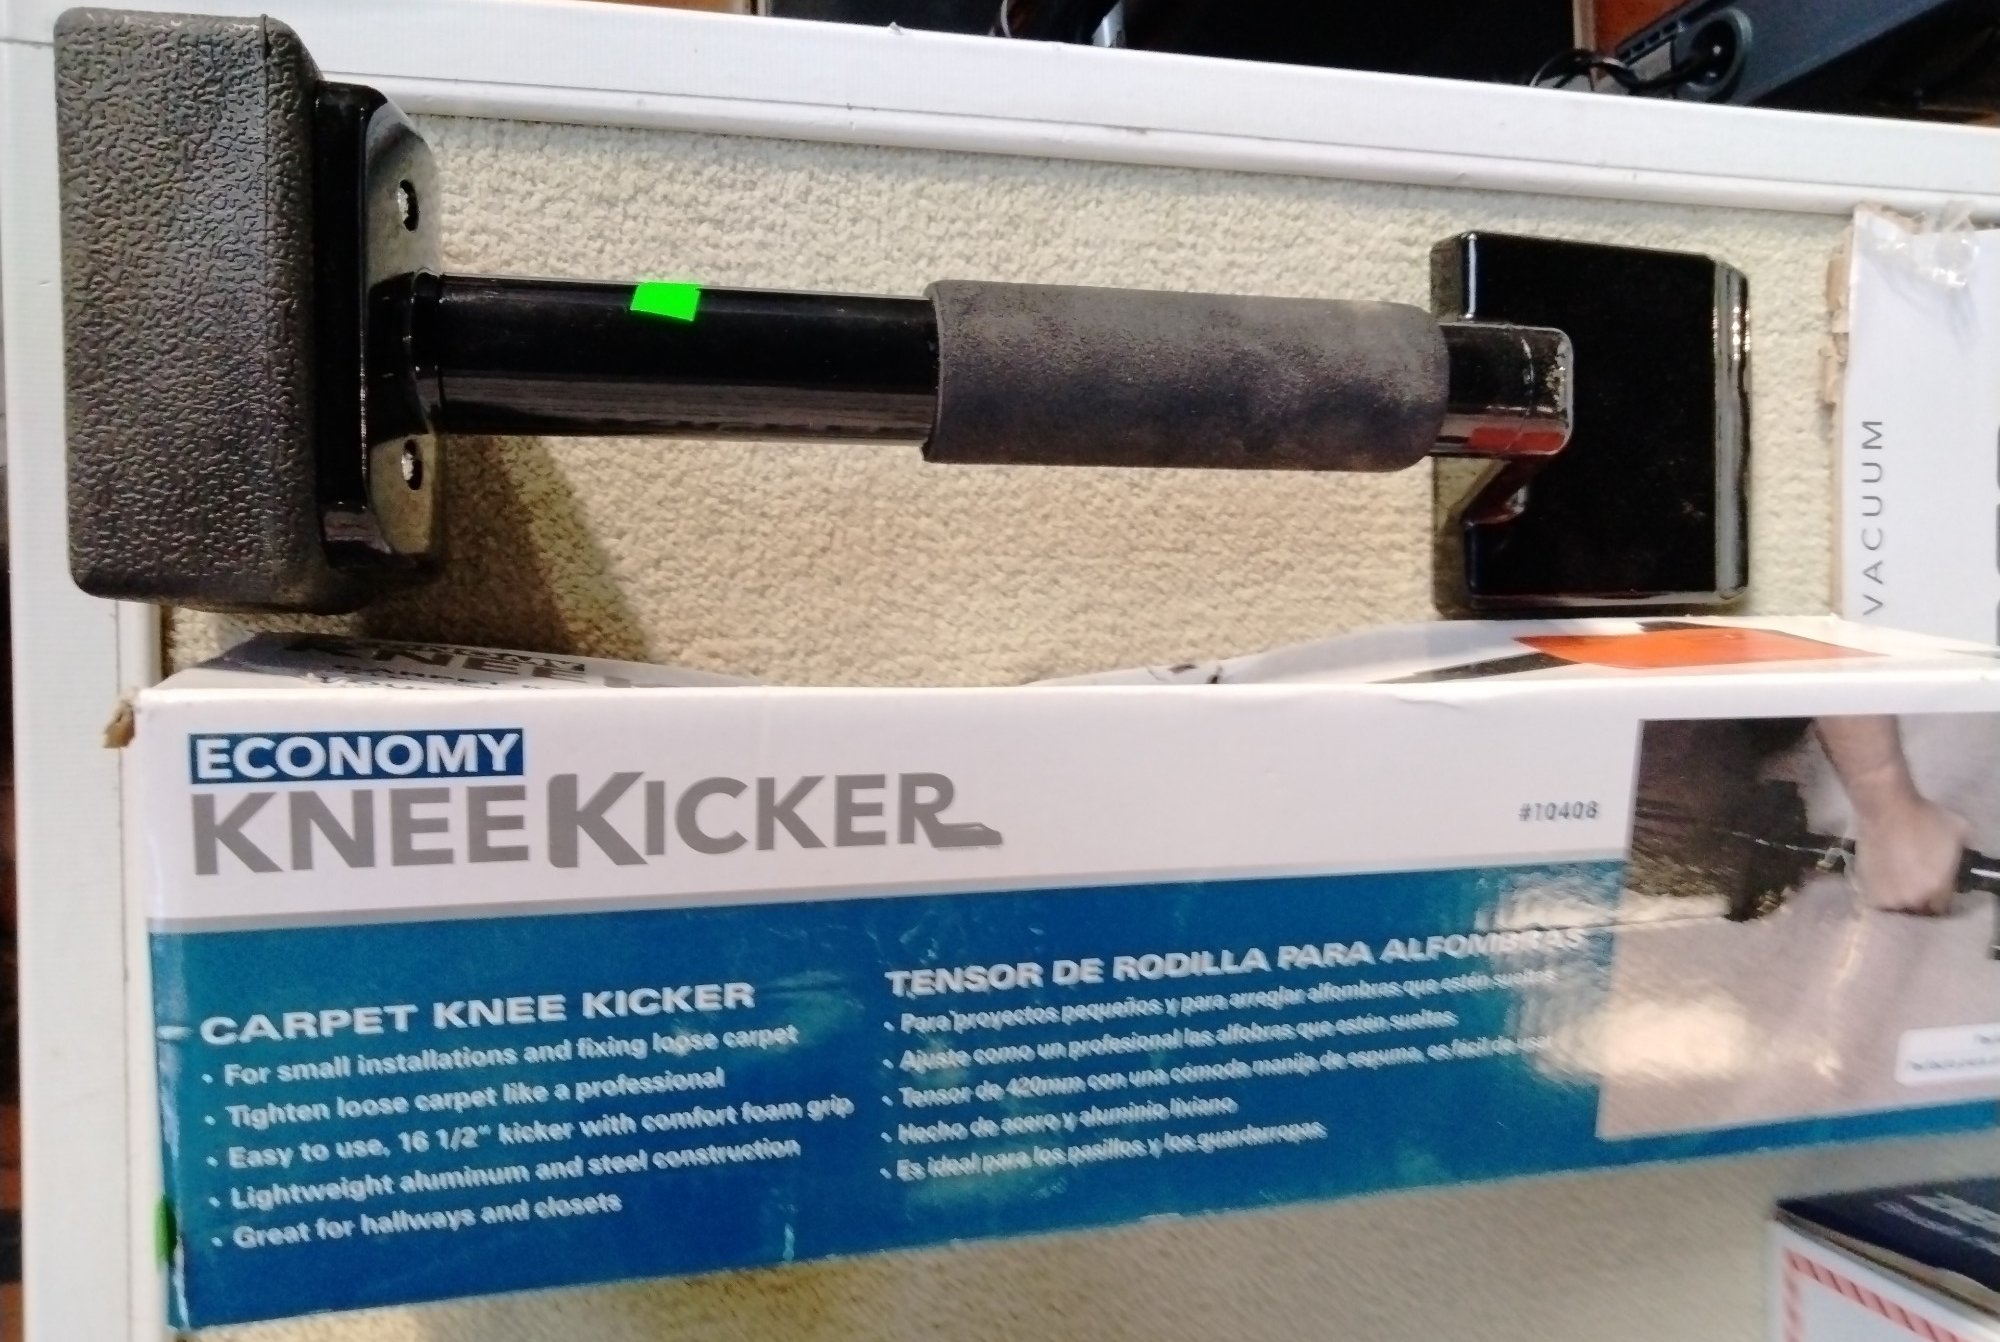 VACUUM
ECONOMY
KNEE KICKER
#10408
CARPET KNEE KICKER
• For small installations and fixing loose carpet
• Tighten loose carpet like a professional
• Easy to use, 16 1/2" kicker with comfort foam grip
• Lightweight aluminum and steel construction
• Great for hallways and closets
TENSOR DE RODILLA PARA ALFOMBRAS
• Para proyectos pequeños y para arreglar alfombras que estén sueltas
• Ajuste como un profesional las alfobras que estén sueltas
• Tensor de 420mm con una cómoda manija de espuma, es fácil de usar
• Hecho de acero y aluminio liviano
• Es ideal para los pasillos y los guardarropas